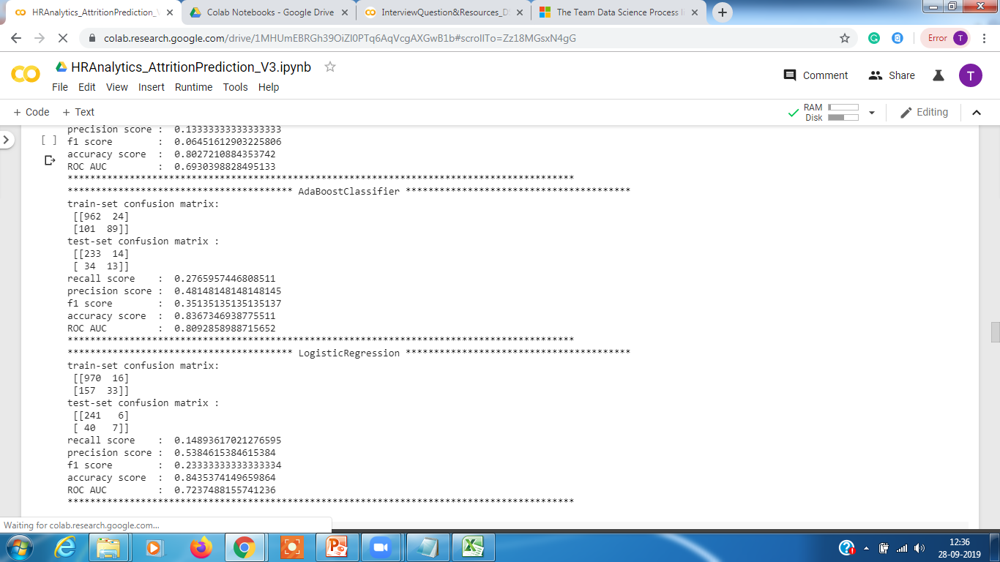 HRAnalytics_AttritionPrediction_V
Colab Notebooks - Google Drive
InterviewQuestion&Resources_D
The Team Data Science Process l
colab.research.google.com/drive/1MHUmEBRGh39OiZl0PTq6AqVcgAXGwB1b#scrollTo=Zz18MGsxN4gG
Error T
HRAnalytics_AttritionPrediction_V3.ipynb
Comment Share T
File Edit View Insert Runtime Tools Help
+ Code + Text
RAM
Disk
Editing
precision score :  0.13333333333333333
[ ] f1 score        :  0.06451612903225806
accuracy score  :  0.8027210884353742
ROC AUC         :  0.6930398828495133
******************************************************************************************
**************************************** AdaBoostClassifier ****************************************
train-set confusion matrix:
[[962  24]
[101  89]]
test-set confusion matrix :
[[233  14]
[ 34  13]]
recall score    :  0.2765957446808511
precision score :  0.48148148148148145
f1 score        :  0.35135135135135137
accuracy score  :  0.8367346938775511
ROC AUC         :  0.8092858988715652
******************************************************************************************
**************************************** LogisticRegression ****************************************
train-set confusion matrix:
[[970  16]
[157  33]]
test-set confusion matrix :
[[241   6]
[ 40   7]]
recall score    :  0.14893617021276595
precision score :  0.5384615384615384
f1 score        :  0.23333333333333334
accuracy score  :  0.8435374149659864
ROC AUC         :  0.7237488155741236
******************************************************************************************
Waiting for colab.research.google.com...
12:36
28-09-2019